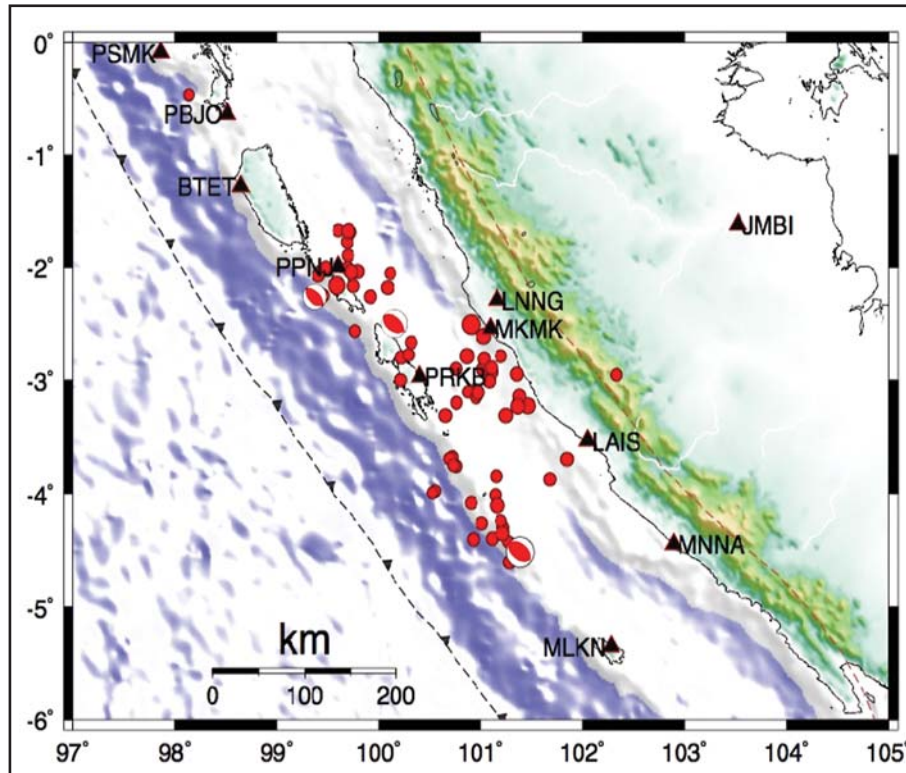 0°
PSMK
PBJO
-1°
BTET
JMBI
-2°
PPNJ
LNNG
MKMK
-3°
PRKB
LAIS
-4°
MNNA
-5°
km
MLKN
0 100 200
-6°
97° 98° 99° 100° 101° 102° 103° 104° 105°